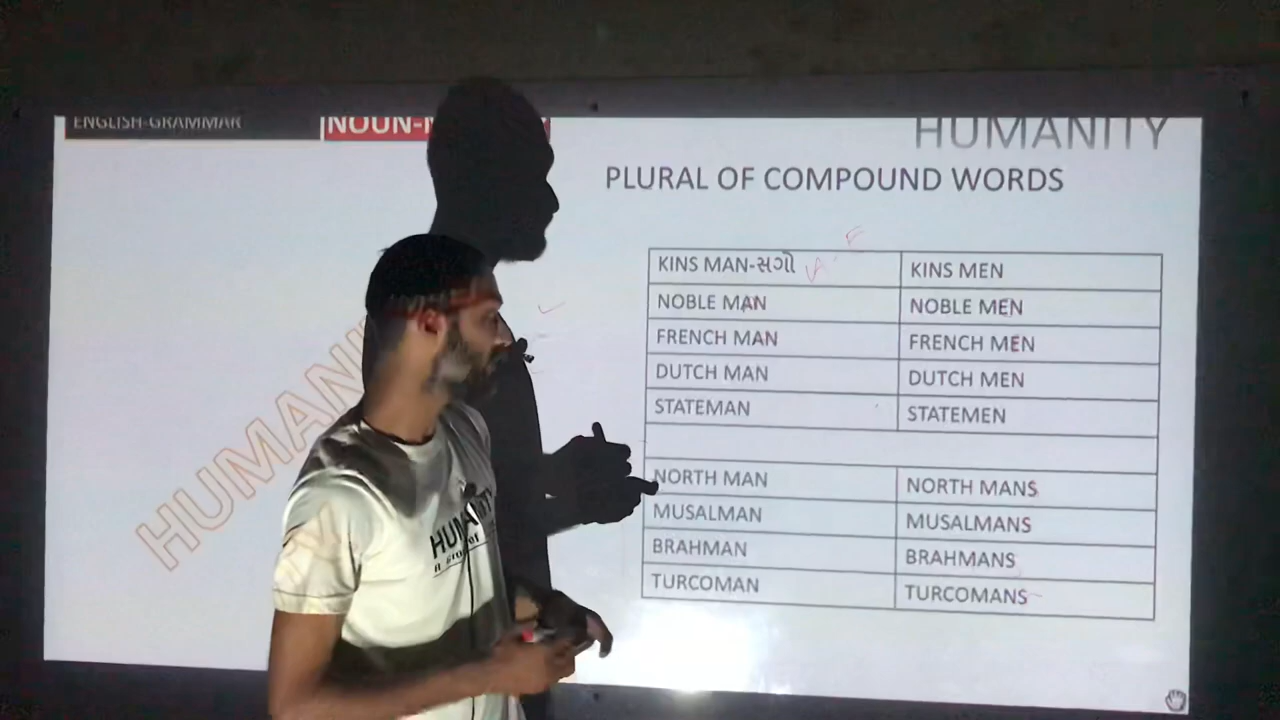 ENGLISH-GRAMMAR
HUMANITY
PLURAL OF COMPOUND WORDS
KINS MAN-સગો KINS MEN
NOBLE MAN NOBLE MEN
FRENCH MAN FRENCH MEN
DUTCH MAN DUTCH MEN
STATEMAN STATEMEN
NORTH MAN NORTH MANS
MUSALMAN MUSALMANS
BRAHMAN BRAHMANS
TURCOMAN TURCOMANS
NOUN-